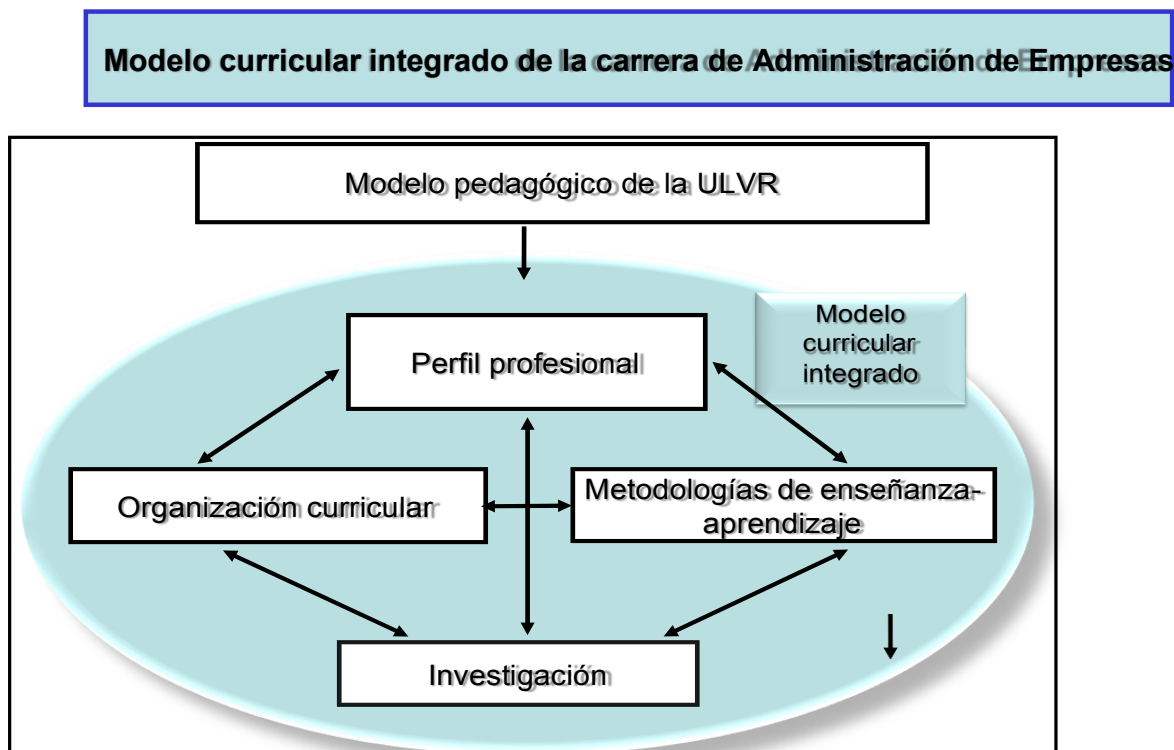 Modelo curricular integrado de la carrera de Administración de Empresas
Modelo pedagógico de la ULVR
Modelo
curricular
integrado
Perfil profesional
Organización curricular
Metodologías de enseñanza-
aprendizaje
Investigación